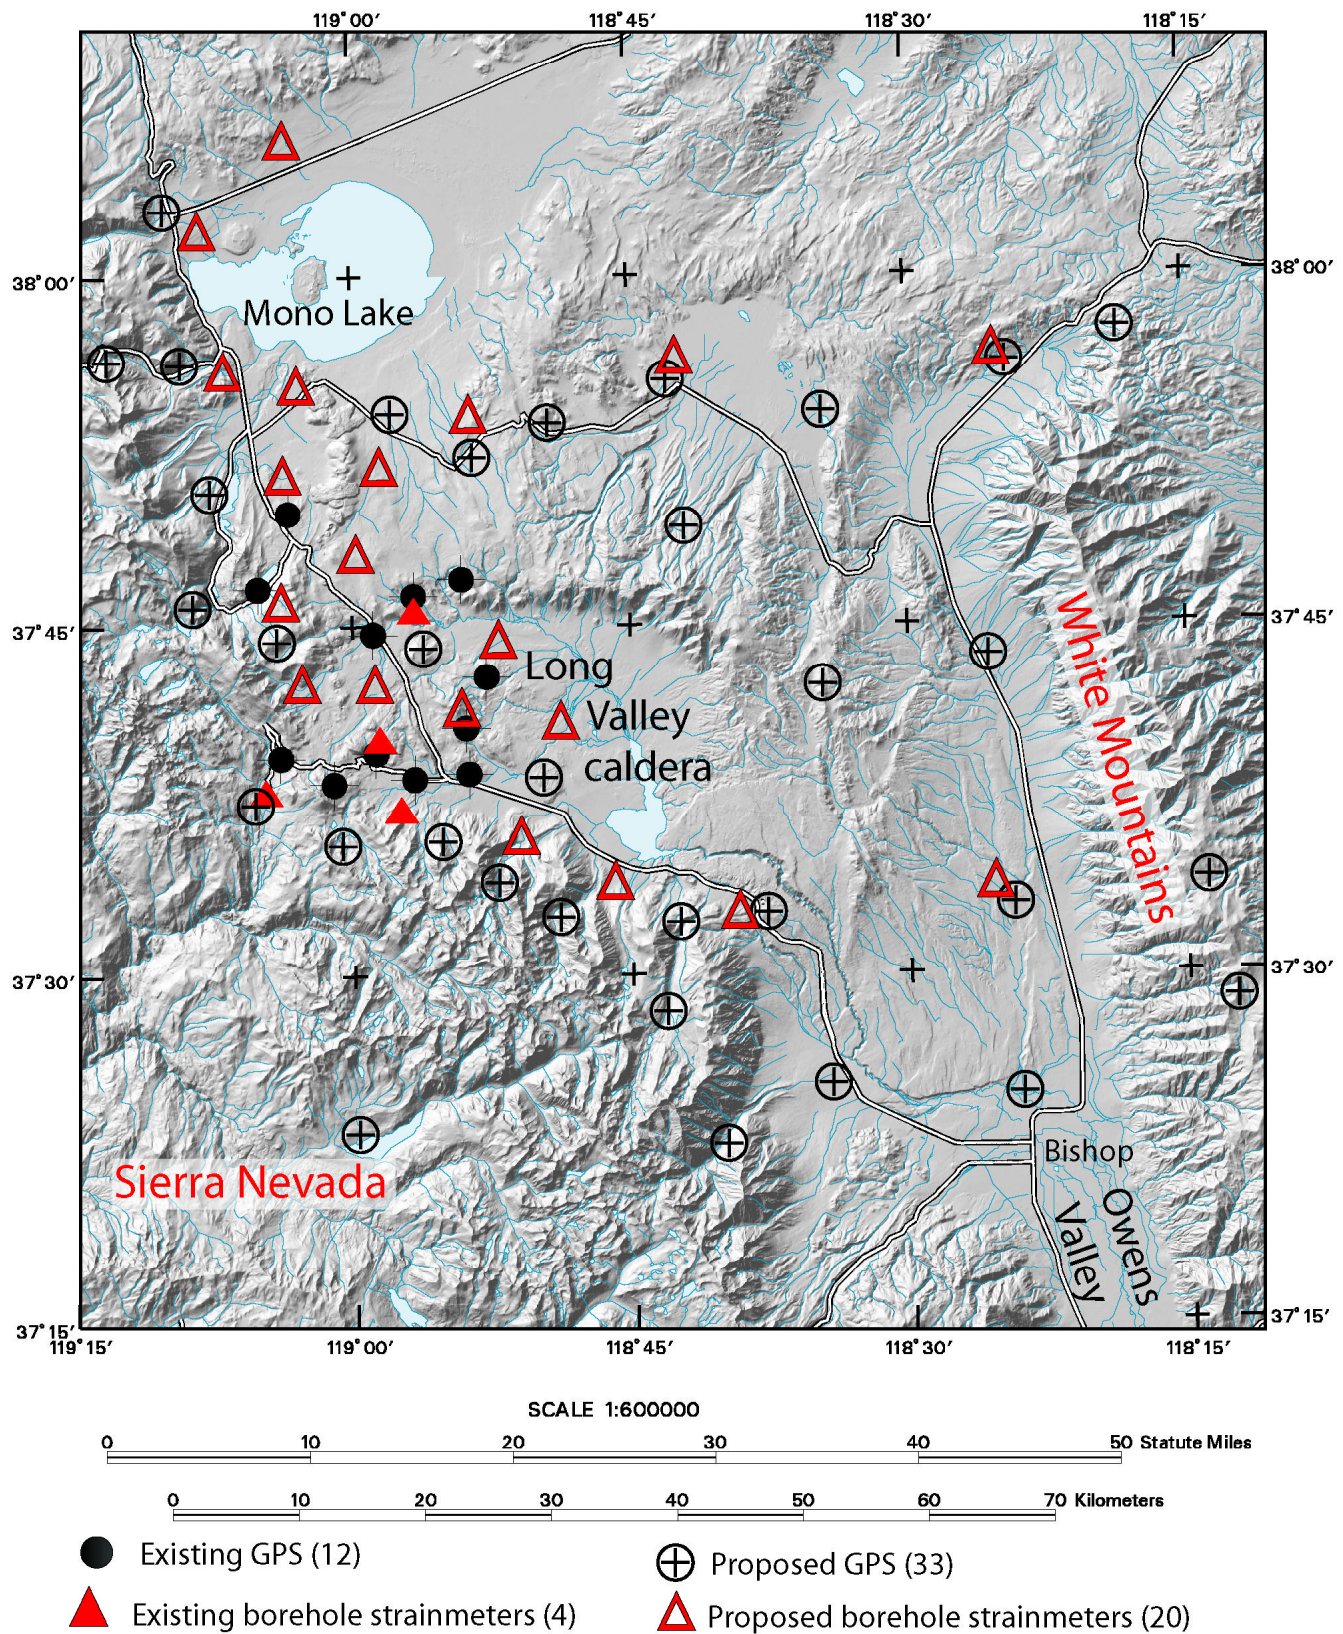 119°00′ 118°45′ 118°30′ 118°15′
38°00′ 38°00′
Mono Lake
37°45′ 37°45′
White Mountains
Long
Valley
caldera
37°30′ 37°30′
Bishop
Sierra Nevada
Owens
Valley
37°15′ 37°15′
119°15′ 119°00′ 118°45′ 118°30′ 118°15′
SCALE 1:600000
0 10 20 30 40 50 Statute Miles
0 10 20 30 40 50 60 70 Kilometers
Existing GPS (12)
Proposed GPS (33)
Existing borehole strainmeters (4)
Proposed borehole strainmeters (20)